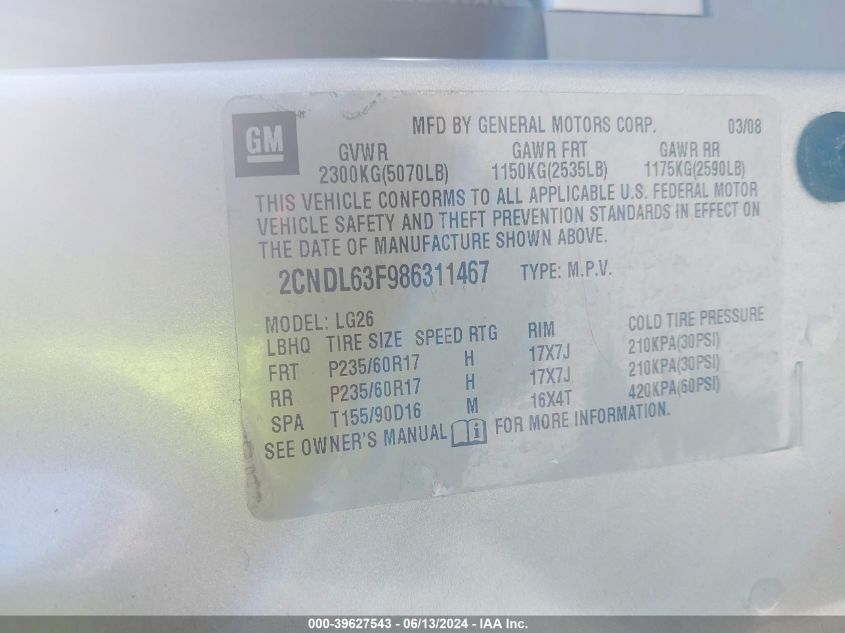 GM
MFD BY GENERAL MOTORS CORP. 03/08
GVWR GAWR FRT GAWR RR
2300KG(5070LB) 1150KG(2535LB) 1175KG(2590LB)
THIS VEHICLE CONFORMS TO ALL APPLICABLE U.S. FEDERAL MOTOR
VEHICLE SAFETY AND THEFT PREVENTION STANDARDS IN EFFECT ON
THE DATE OF MANUFACTURE SHOWN ABOVE.
2CNDL63F986311467 TYPE: M.P.V.
MODEL: LG26
LBHQ TIRE SIZE SPEED RTG RIM COLD TIRE PRESSURE
FRT P235/60R17 H 17X7J 210KPA(30PSI)
RR P235/60R17 H 17X7J 210KPA(30PSI)
SPA T155/90D16 M 16X4T 420KPA(60PSI)
SEE OWNER'S MANUAL i FOR MORE INFORMATION.
000-39627543 / 06/13/2024 - IAA Inc.